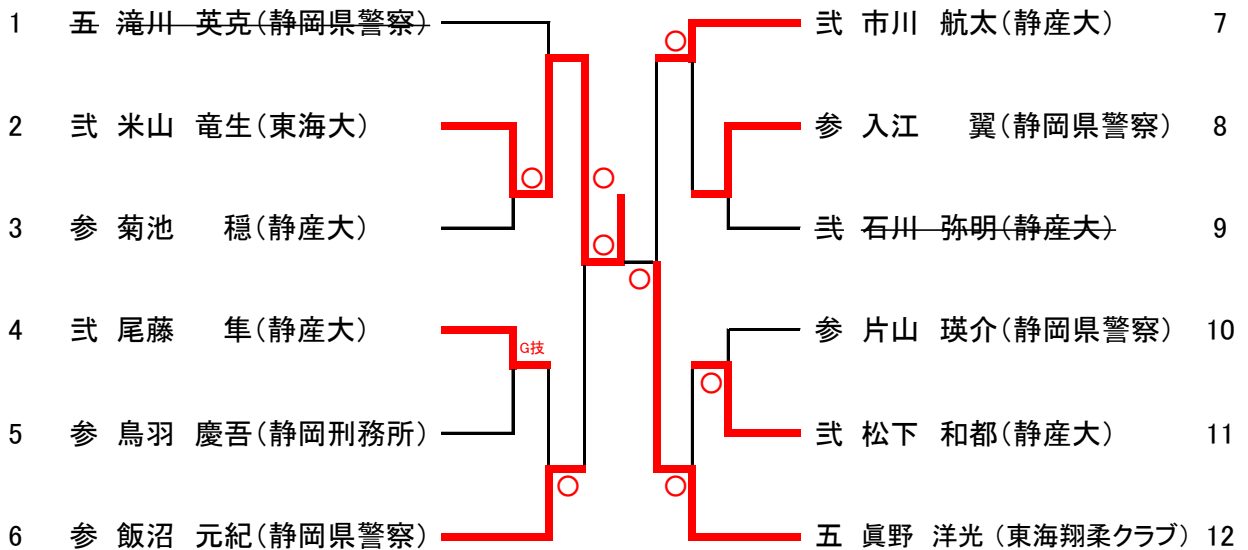 1 五 滝川 英克(静岡県警察)
2 弐 米山 竜生(東海大)
3 参 菊池 穏(静産大)
4 弐 尾藤 隼(静産大)
G技
5 参 鳥羽 慶吾(静岡刑務所)
6 参 飯沼 元紀(静岡県警察)
弐 市川 航太(静産大) 7
参 入江 翼(静岡県警察) 8
弐 石川 弥明(静産大) 9
参 片山 瑛介(静岡県警察) 10
弐 松下 和都(静産大) 11
五 眞野 洋光 (東海翔柔クラブ) 12